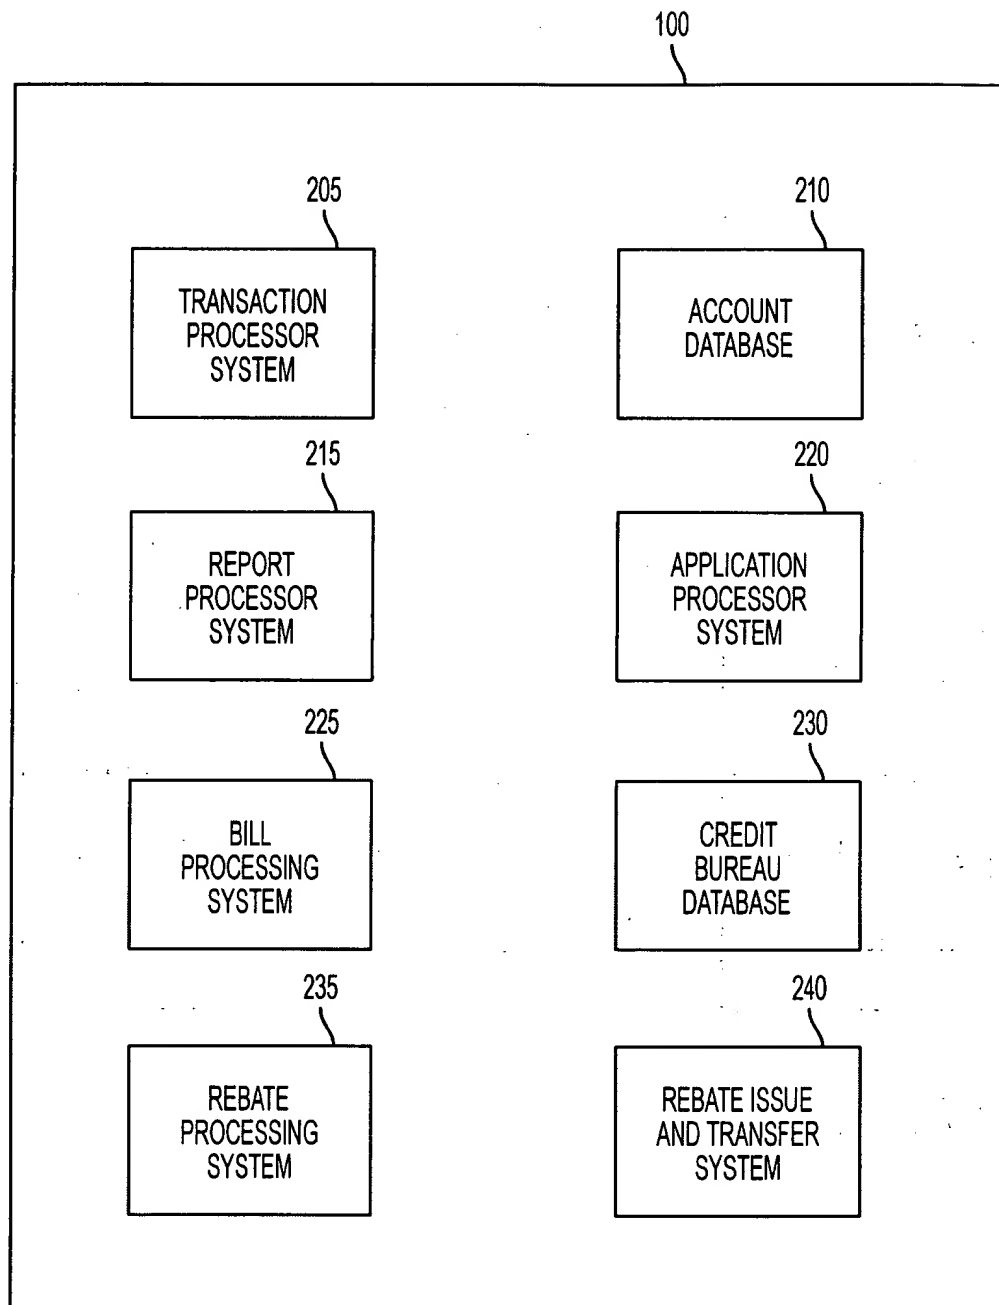 100
205
TRANSACTION
PROCESSOR
SYSTEM
210
ACCOUNT
DATABASE
215
REPORT
PROCESSOR
SYSTEM
220
APPLICATION
PROCESSOR
SYSTEM
225
BILL
PROCESSING
SYSTEM
230
CREDIT
BUREAU
DATABASE
235
REBATE
PROCESSING
SYSTEM
240
REBATE ISSUE
AND TRANSFER
SYSTEM